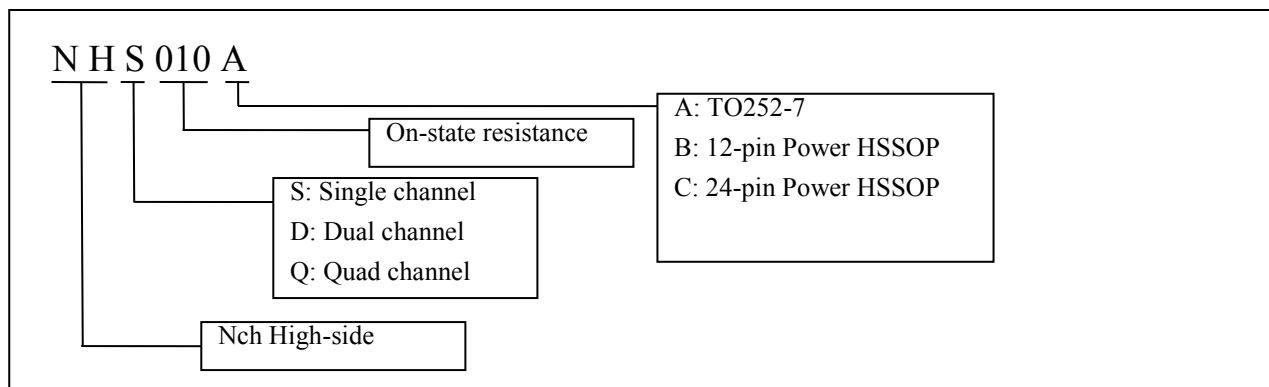 N H S 010 A
A: TO252-7
B: 12-pin Power HSSOP
C: 24-pin Power HSSOP
On-state resistance
S: Single channel
D: Dual channel
Q: Quad channel
Nch High-side